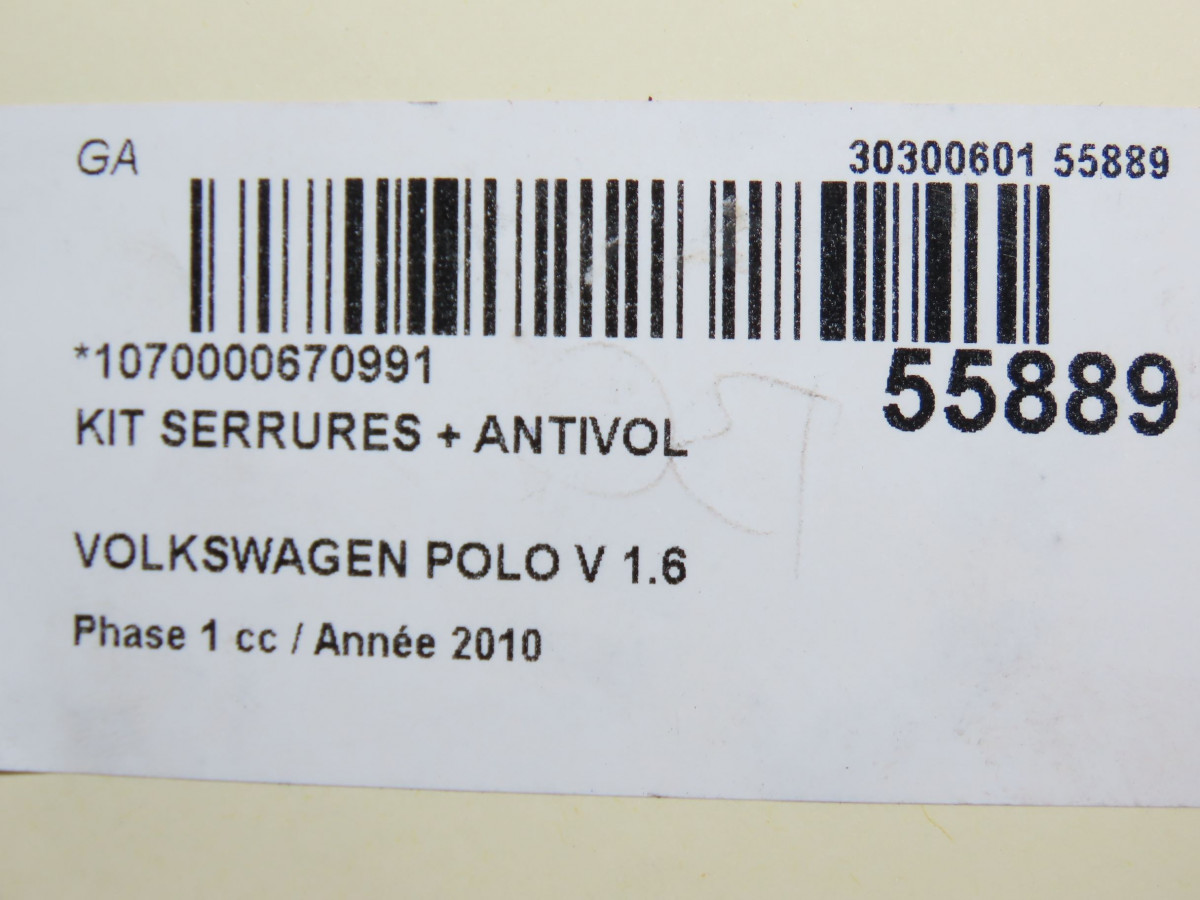 GA 30300601 55889
*1070000670991 55889
KIT SERRURES + ANTIVOL
VOLKSWAGEN POLO V 1.6
Phase 1 cc / Année 2010